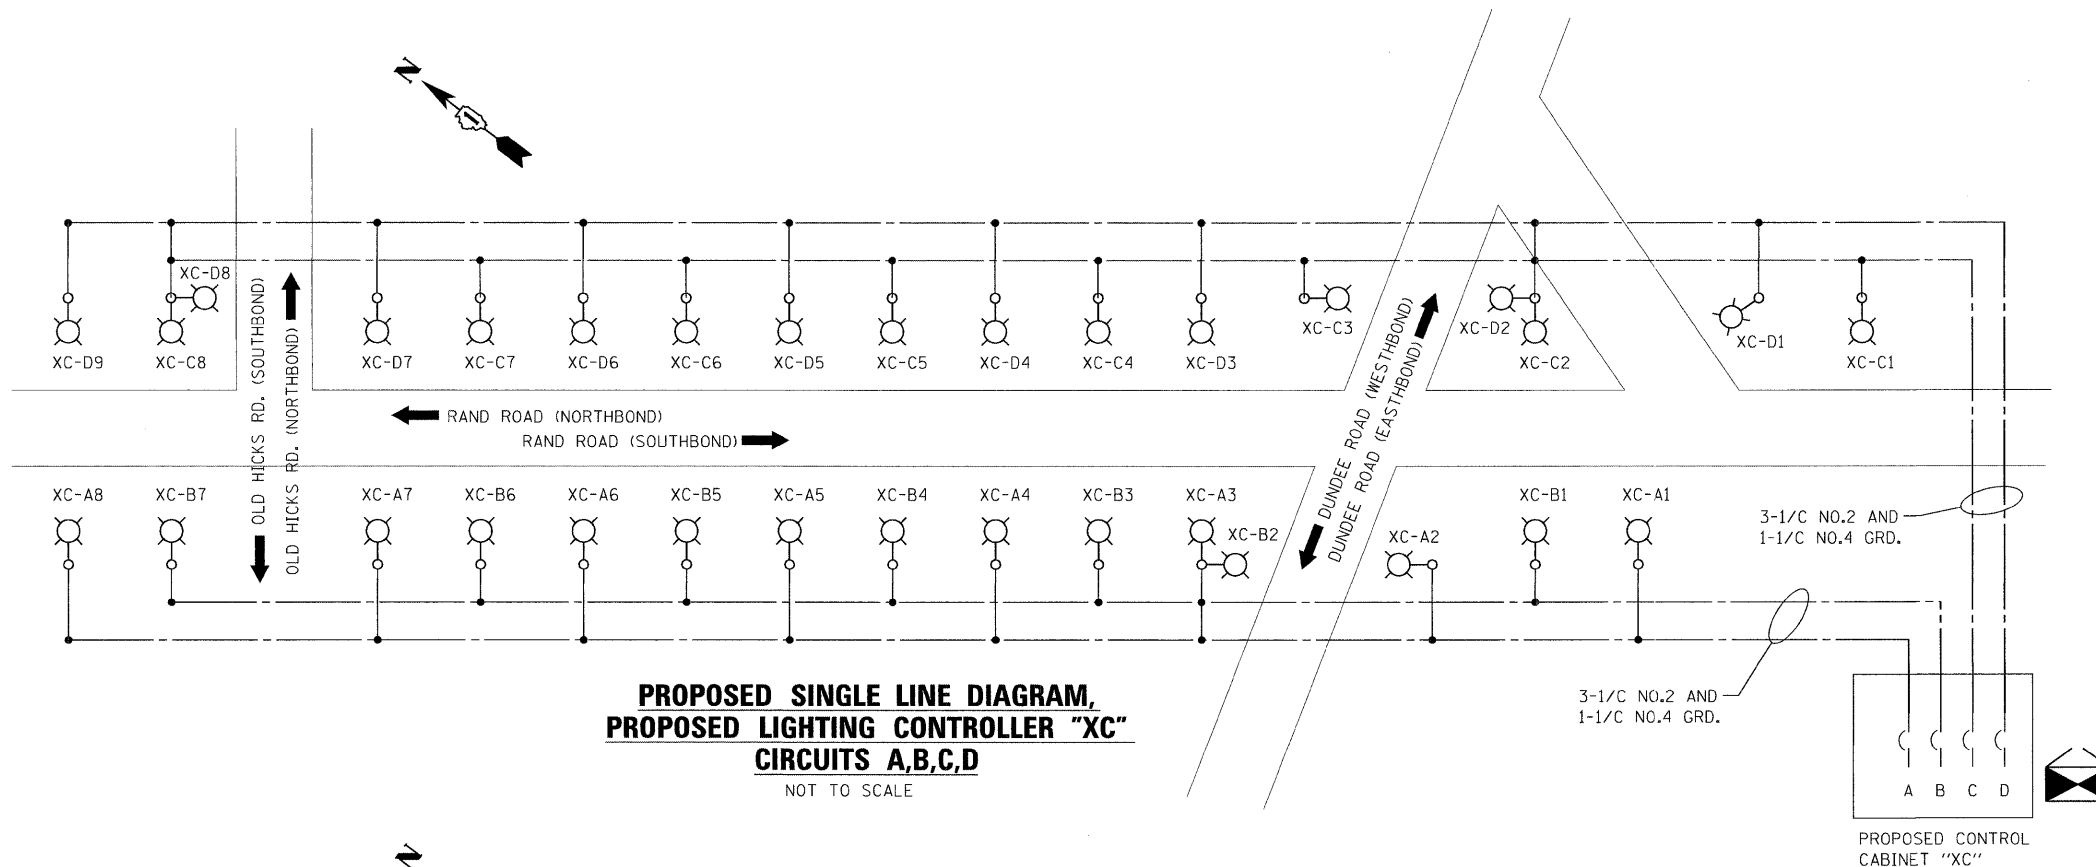 N
XC-D8
XC-D9
XC-C8
XC-D7
XC-C7
XC-D6
XC-C6
XC-D5
XC-C5
XC-D4
XC-C4
XC-D3
XC-C3
XC-D2
XC-C2
XC-D1
XC-C1
OLD HICKS RD. (SOUTHBOND)
OLD HICKS RD. (NORTHBOND)
RAND ROAD (NORTHBOND)
RAND ROAD (SOUTHBOND)
DUNDEE ROAD (WESTHBOND)
DUNDEE ROAD (EASTHBOND)
XC-A8
XC-B7
XC-A7
XC-B6
XC-A6
XC-B5
XC-A5
XC-B4
XC-A4
XC-B3
XC-A3
XC-B2
XC-A2
XC-B1
XC-A1
3-1/C NO.2 AND
1-1/C NO.4 GRD.
3-1/C NO.2 AND
1-1/C NO.4 GRD.
PROPOSED SINGLE LINE DIAGRAM,
PROPOSED LIGHTING CONTROLLER "XC"
CIRCUITS A,B,C,D
NOT TO SCALE
A B C D
PROPOSED CONTROL
CABINET "XC"
N